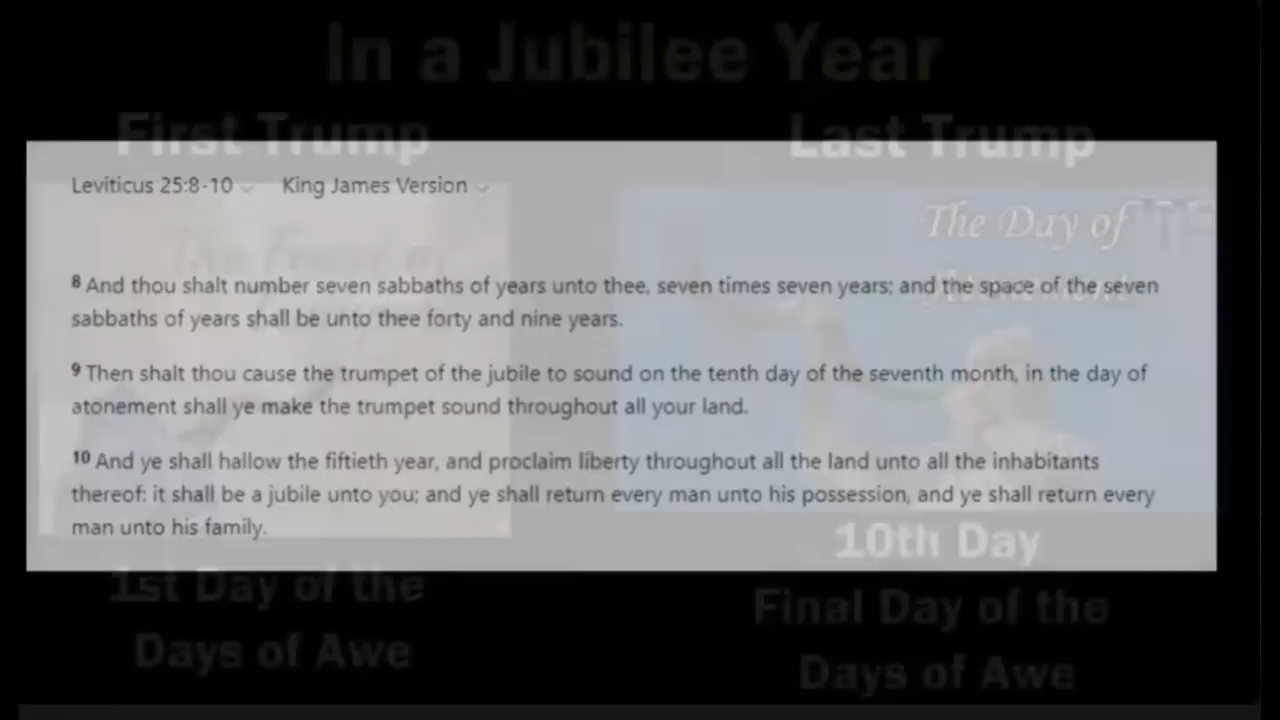 In a Jubilee Year
First Trump
Last Trump
Leviticus 25:8-10 King James Version
The Day of
Atonement
The Feast of
8 And thou shalt number seven sabbaths of years unto thee, seven times seven years; and the space of the seven
sabbaths of years shall be unto thee forty and nine years.
9 Then shalt thou cause the trumpet of the jubile to sound on the tenth day of the seventh month, in the day of
atonement shall ye make the trumpet sound throughout all your land.
10 And ye shall hallow the fiftieth year, and proclaim liberty throughout all the land unto all the inhabitants
thereof: it shall be a jubile unto you; and ye shall return every man unto his possession, and ye shall return every
man unto his family.
1st Day of the
Days of Awe
10th Day
Final Day of the
Days of Awe